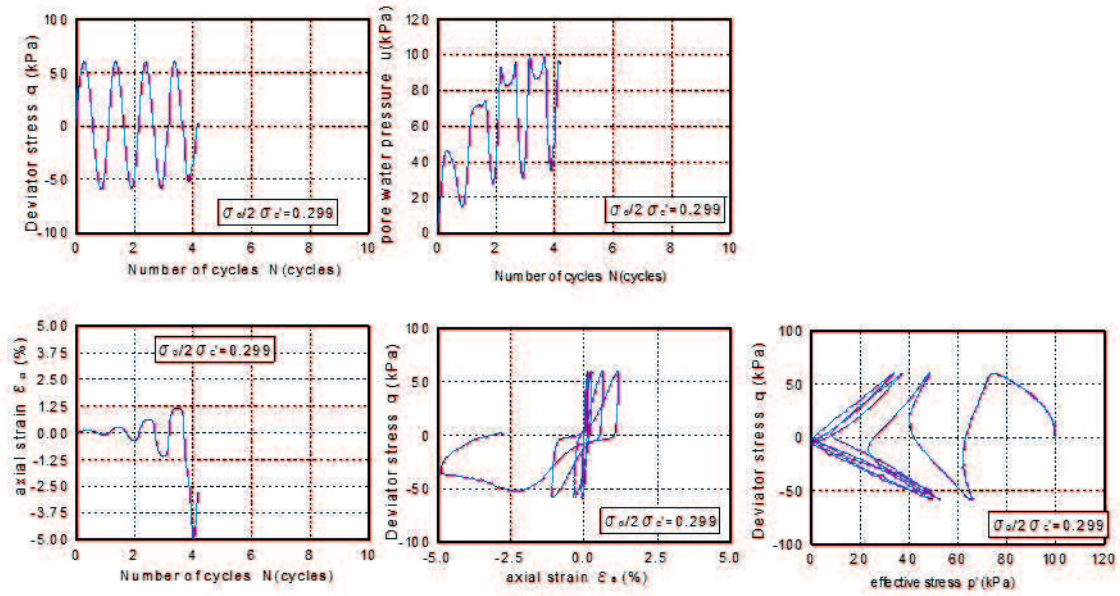 Deviator stress q (kPa)
100
50
0
-50
-100
σd/2σc'=0.299
0 2 4 6 8 10
Number of cycles N(cycles)
pore water pressure u(kPa)
120
100
80
60
40
20
0
σd/2σc'=0.299
0 2 4 6 8 10
Number of cycles N(cycles)
axial strain εa (%)
5.00
3.75
2.50
1.25
0.00
-1.25
-2.50
-3.75
-5.00
σd/2σc'=0.299
0 2 4 6 8 10
Number of cycles N(cycles)
Deviator stress q (kPa)
100
50
0
-50
-100
σd/2σc'=0.299
-5.0 -2.5 0.0 2.5 5.0
axial strain εa (%)
Deviator stress q (kPa)
100
50
0
-50
-100
σd/2σc'=0.299
0 20 40 60 80 100 120
effective stress p'(kPa)